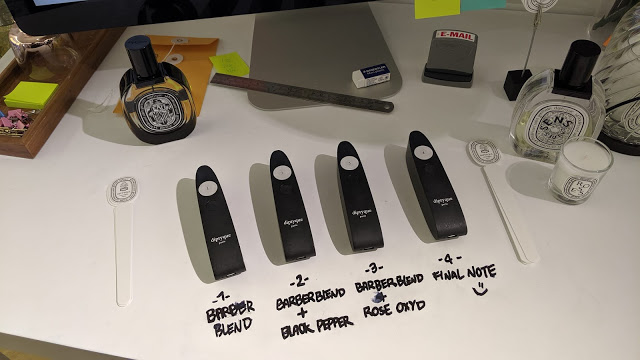 E-MAIL
SENS
diptyque
diptyque
diptyque
diptyque
-1-
BARBER
BLEND
-2-
BARBERBLEND
+
BLACK PEPPER
-3-
BARBERBLEND
+
ROSE OXYD
-4-
FINAL NOTE